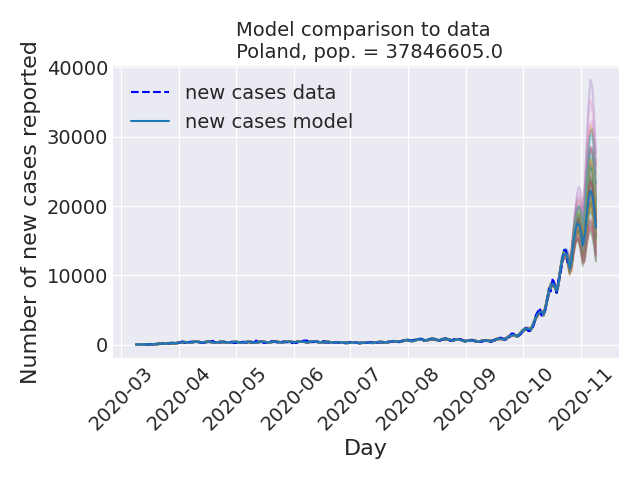 Model comparison to data
Poland, pop. = 37846605.0
Number of new cases reported
40000
30000
20000
10000
0
new cases data
new cases model
2020-03
2020-04
2020-05
2020-06
2020-07
2020-08
2020-09
2020-10
2020-11
Day